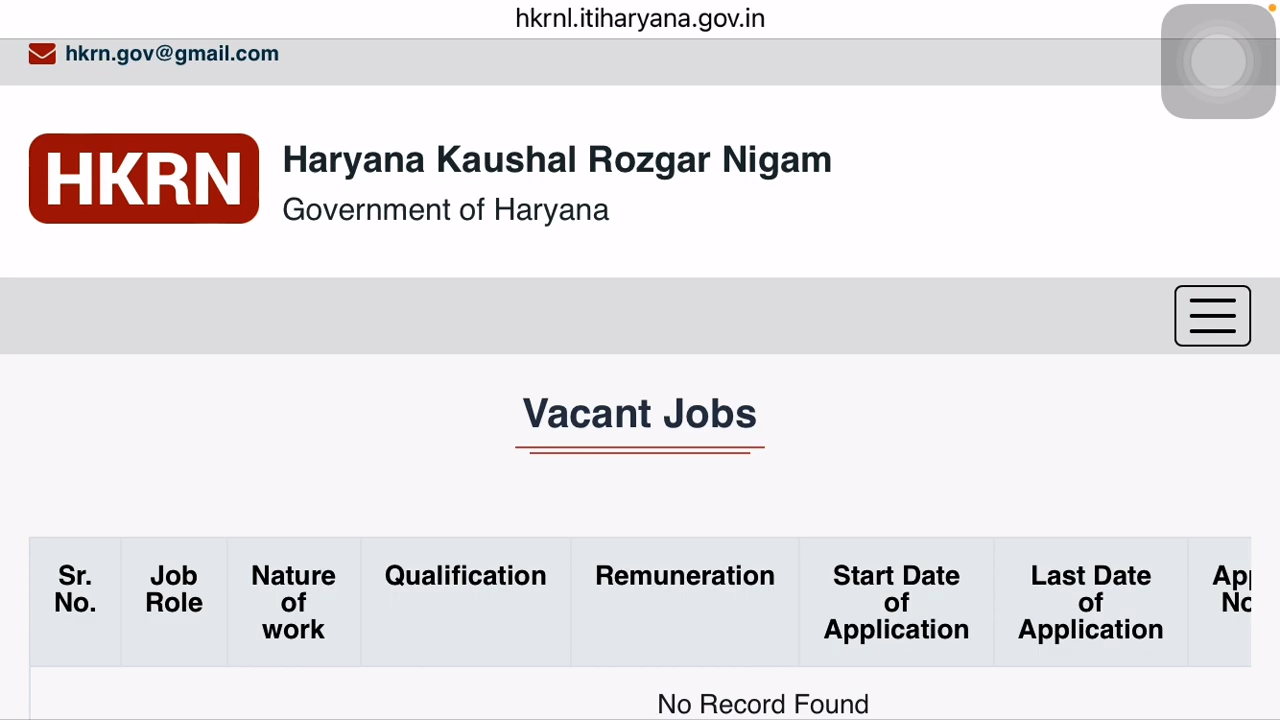 hkrnl.itiharyana.gov.in
hkrn.gov@gmail.com
HKRN
Haryana Kaushal Rozgar Nigam
Government of Haryana
Vacant Jobs
Sr. No.
Job Role
Nature of work
Qualification
Remuneration
Start Date of Application
Last Date of Application
No Record Found